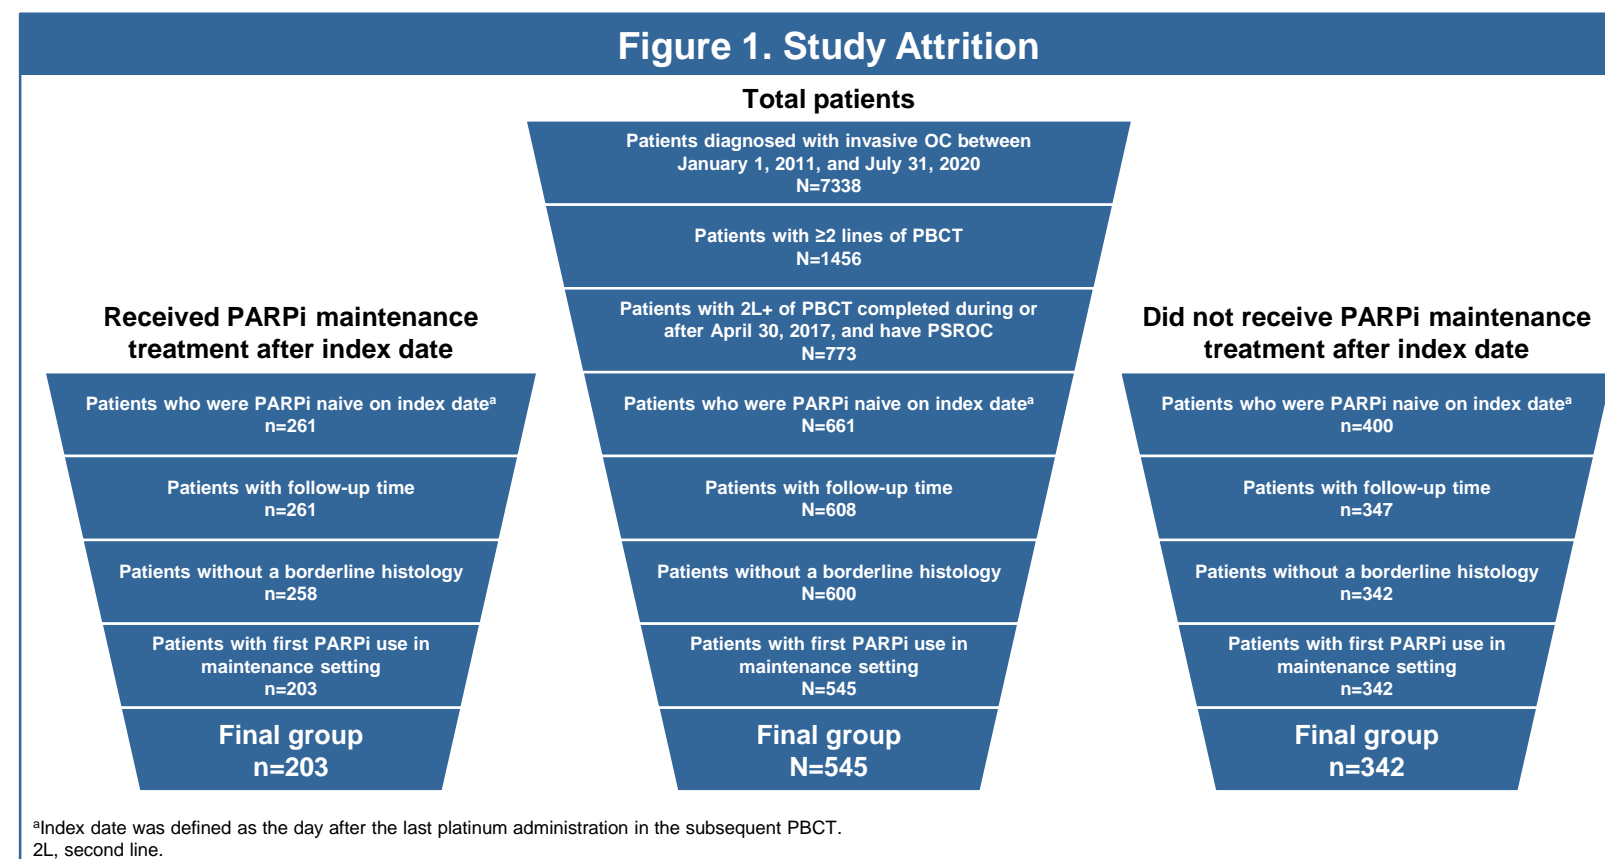 Figure 1. Study Attrition
Total patients
Patients diagnosed with invasive OC between
January 1, 2011, and July 31, 2020
N=7338
Patients with ≥2 lines of PBCT
N=1456
Patients with 2L+ of PBCT completed during or
after April 30, 2017, and have PSROC
N=773
Patients who were PARPi naive on index dateᵃ
N=661
Patients with follow-up time
N=608
Patients without a borderline histology
N=600
Patients with first PARPi use in
maintenance setting
N=545
Final group
N=545
Received PARPi maintenance
treatment after index date
Patients who were PARPi naive on index dateᵃ
n=261
Patients with follow-up time
n=261
Patients without a borderline histology
n=258
Patients with first PARPi use in
maintenance setting
n=203
Final group
n=203
Did not receive PARPi maintenance
treatment after index date
Patients who were PARPi naive on index dateᵃ
n=400
Patients with follow-up time
n=347
Patients without a borderline histology
n=342
Patients with first PARPi use in
maintenance setting
n=342
Final group
n=342
ᵃIndex date was defined as the day after the last platinum administration in the subsequent PBCT.
2L, second line.